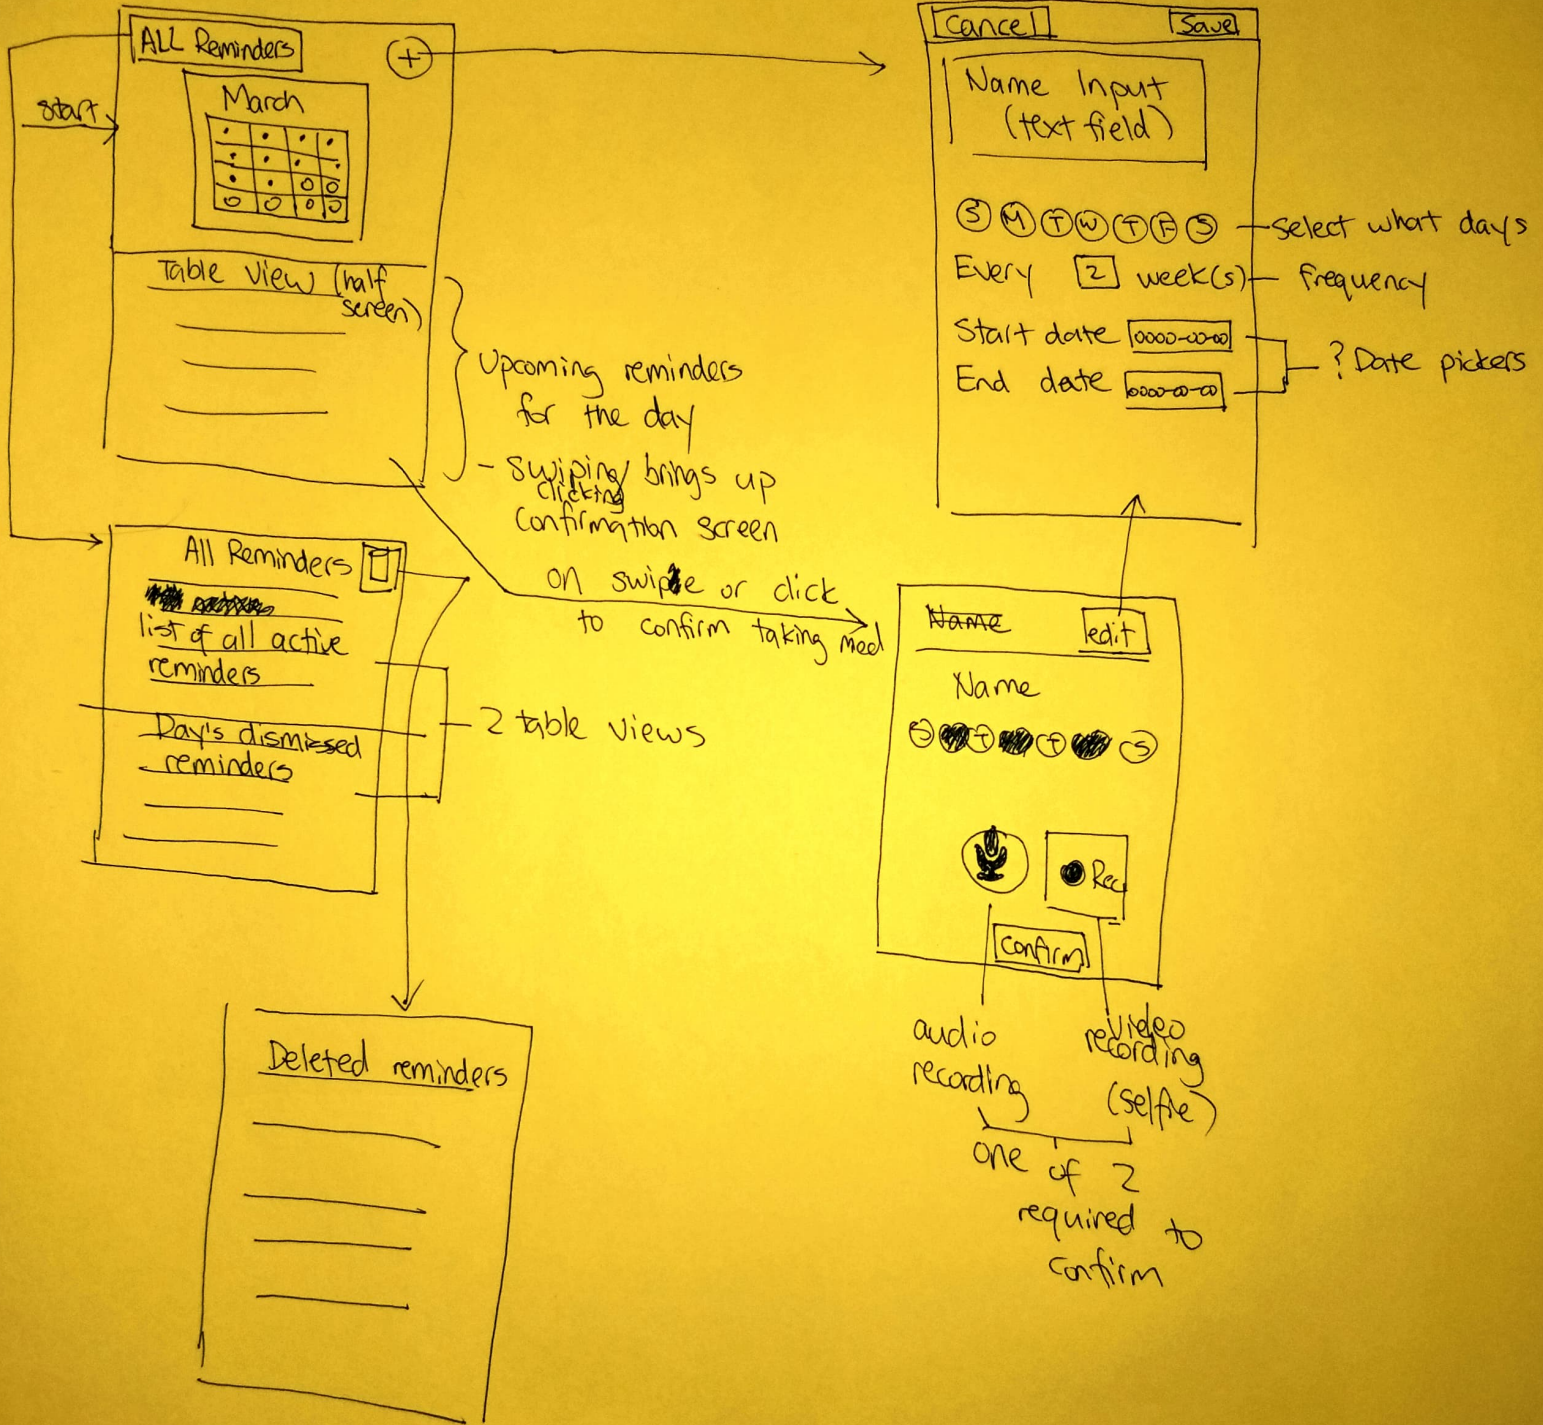 ALL Reminders
+
start
March
Table View (half
screen)
Upcoming reminders
for the day
- swiping/ brings up
clicking
confirmation screen
on swipe or click
to confirm taking med
Cancel
Save
Name Input
(text field)
S M T W T F S
Select what days
Every 2 week(s)
frequency
Start date 0000-00-00
End date 0000-00-00
? Date pickers
All Reminders
list of all active
reminders
Day's dismissed
reminders
2 table views
Name
edit
Name
S T T S
Rec
Confirm
audio
recording
video
recording
(selfie)
one of 2
required to
confirm
Deleted reminders